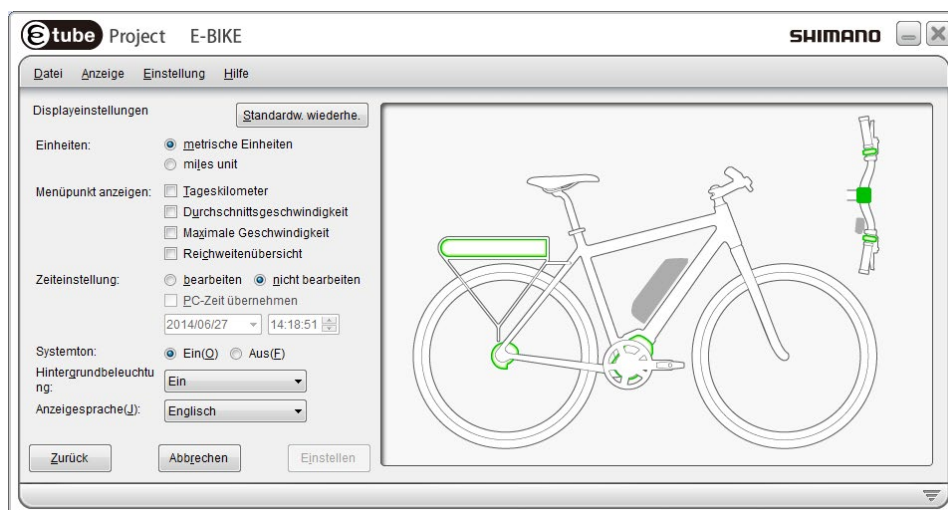 Etube Project E-BIKE SHIMANO
Datei Anzeige Einstellung Hilfe
Displayeinstellungen Standardw. wiederhe.
Einheiten: metrische Einheiten
miles unit
Menüpunkt anzeigen: Tageskilometer
Durchschnittsgeschwindigkeit
Maximale Geschwindigkeit
Reichweitenübersicht
Zeiteinstellung: bearbeiten nicht bearbeiten
PC-Zeit übernehmen
2014/06/27 14:18:51
Systemton: Ein(O) Aus(F)
Hintergrundbeleuchtu
ng: Ein
Anzeigesprache(J): Englisch
Zurück Abbrechen Einstellen